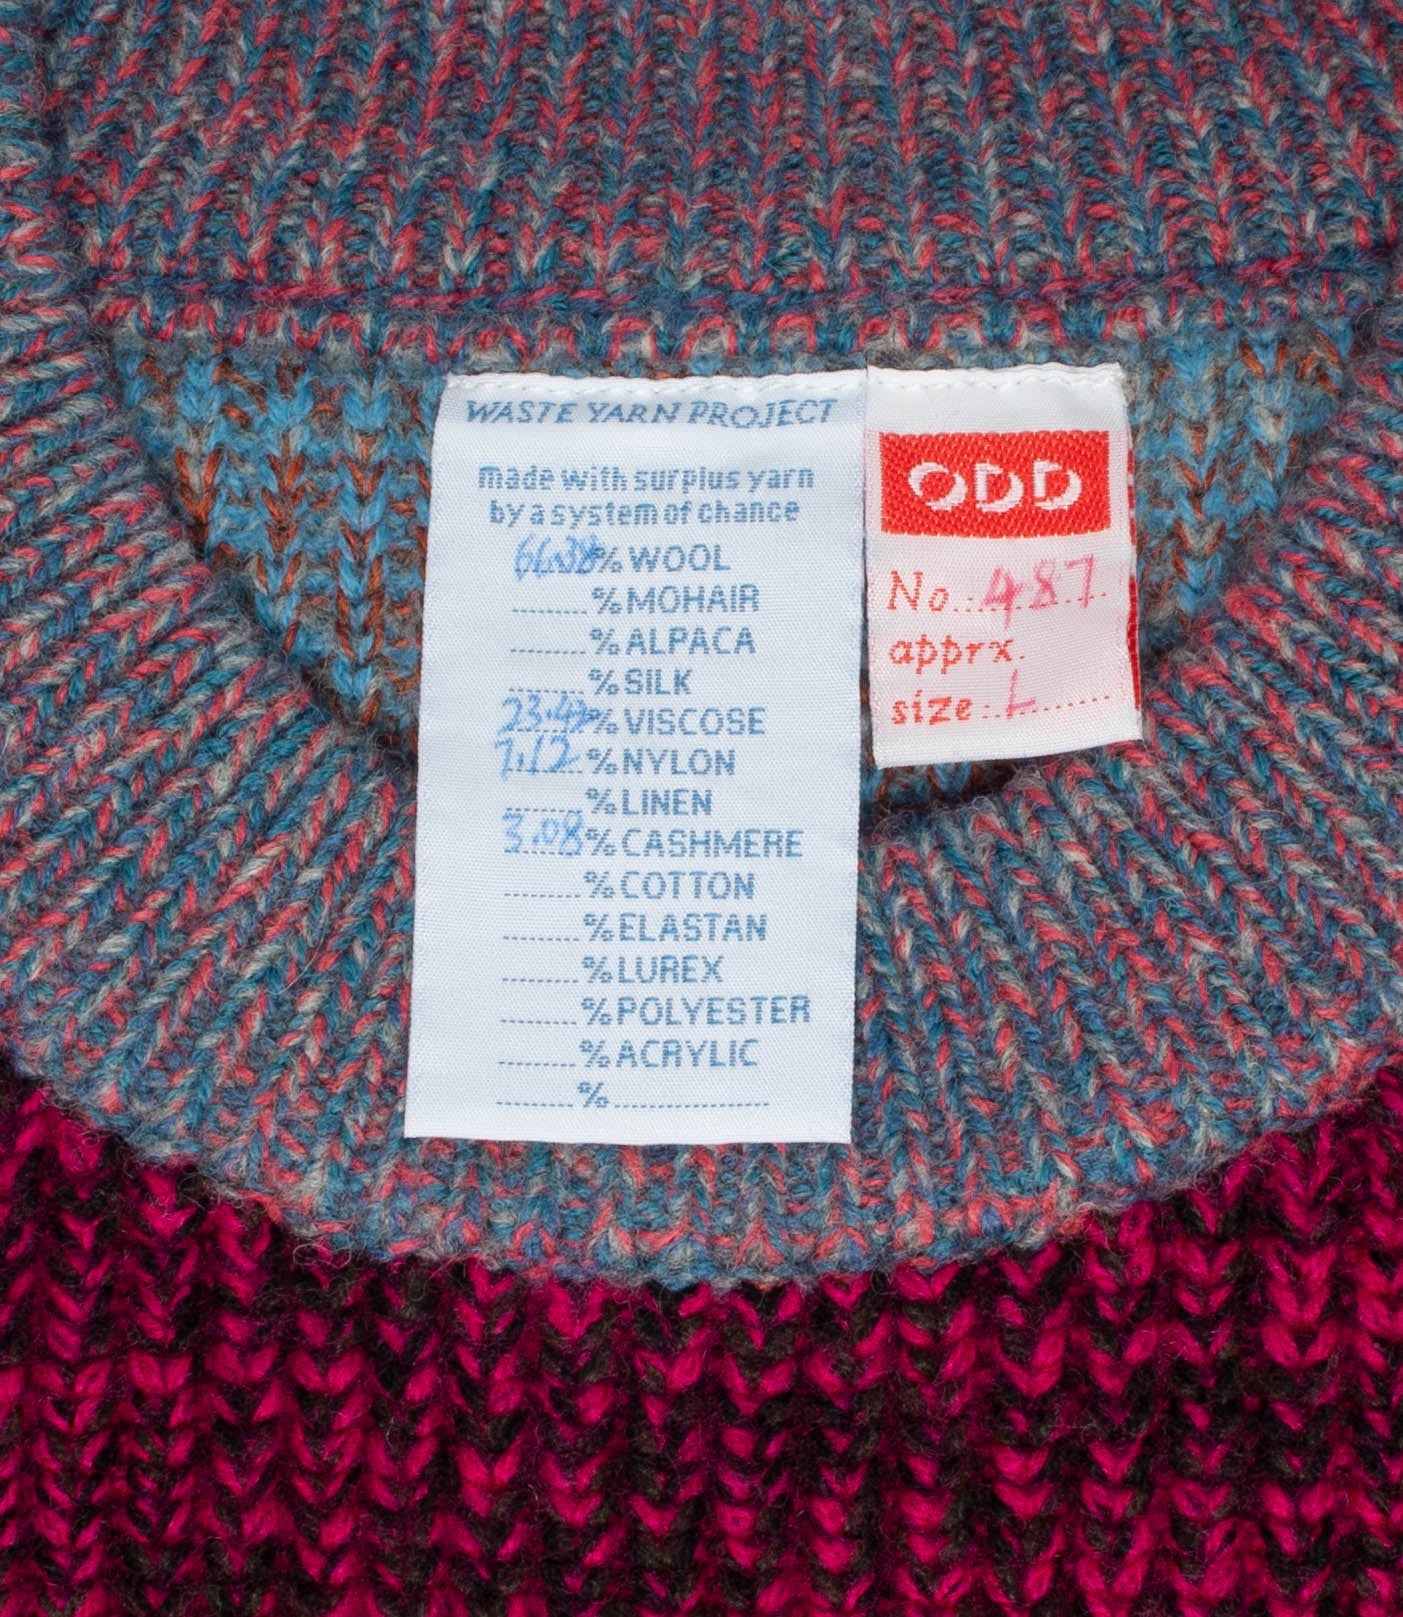 WASTE YARN PROJECT
made with surplus yarn
by a system of chance
66.38% WOOL
........% MOHAIR
........% ALPACA
........% SILK
23.42% VISCOSE
7.12% NYLON
........% LINEN
3.08% CASHMERE
........% COTTON
........% ELASTAN
........% LUREX
........% POLYESTER
........% ACRYLIC
........% ................
ODD
No. 487
apprx.
size: L